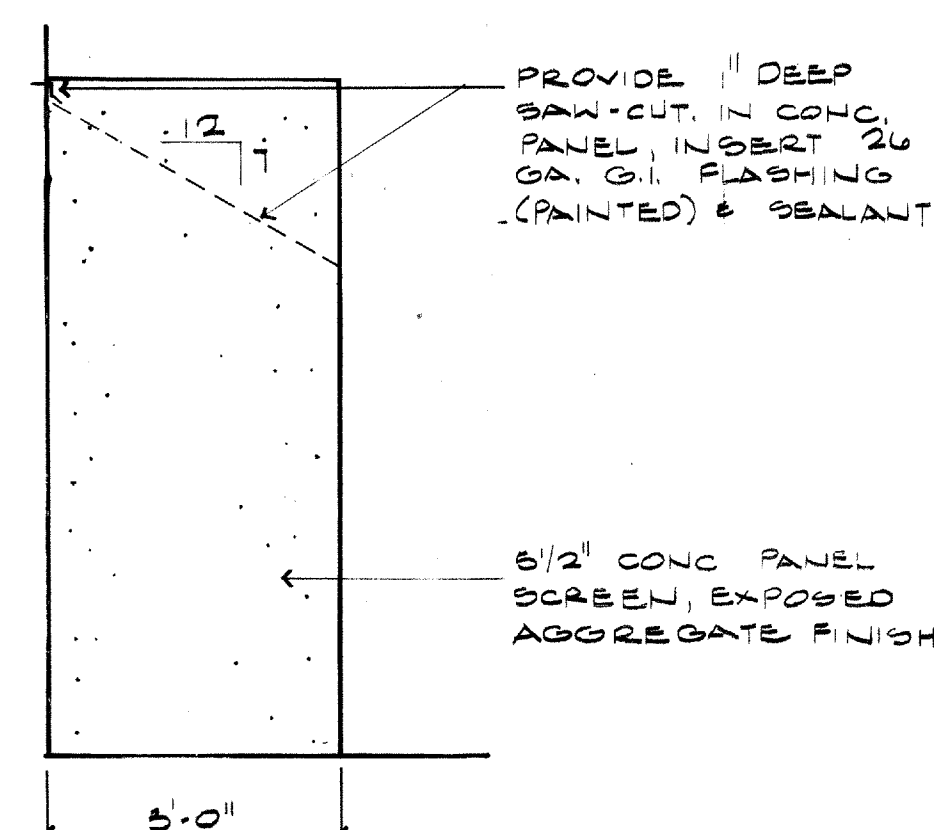 PROVIDE 1" DEEP
SAW-CUT. IN CONC.
PANEL, INSERT 26
GA. G.I. FLASHING
(PAINTED) & SEALANT
12
7
5 1/2" CONC PANEL
SCREEN, EXPOSED
AGGREGATE FINISH
3'-0"